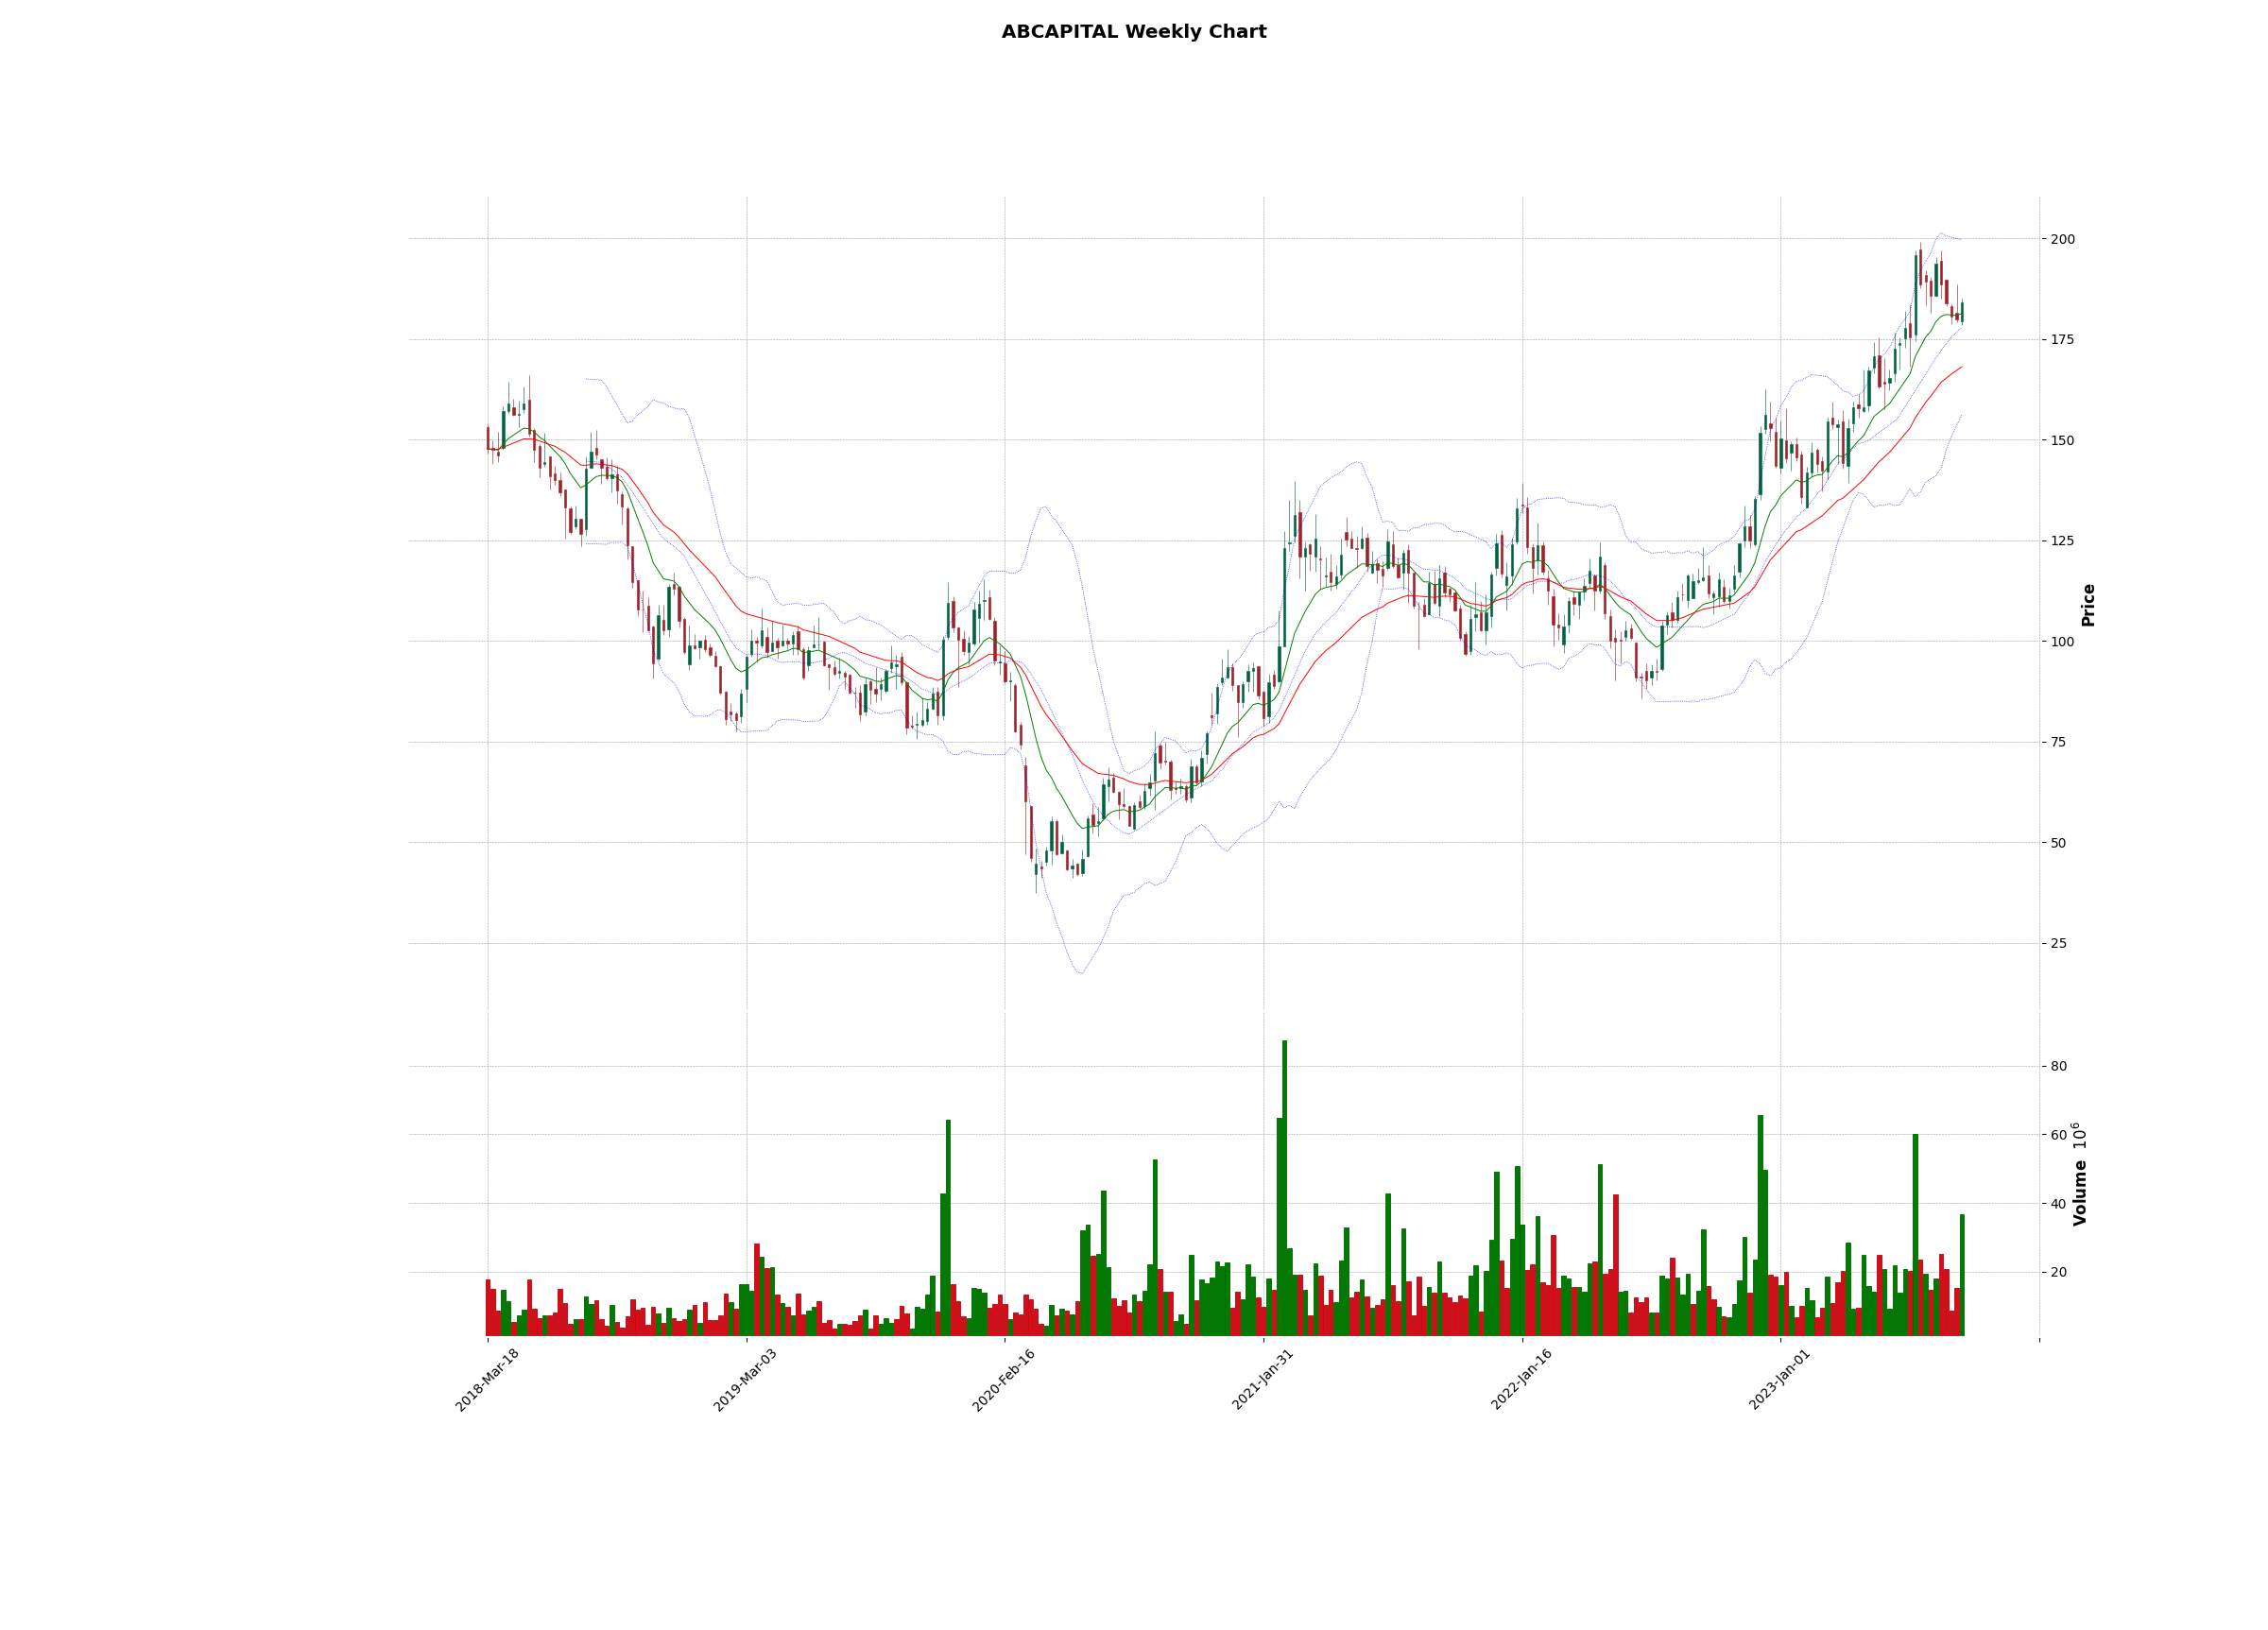 ABCAPITAL Weekly Chart
200
175
150
125
100
75
50
25
Price
80
60
40
20
Volume 10^6
2018-Mar-18
2019-Mar-03
2020-Feb-16
2021-Jan-31
2022-Jan-16
2023-Jan-01